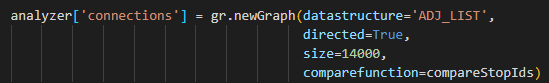 analyzer['connections'] = gr.newGraph(datastructure='ADJ_LIST',
directed=True,
size=14000,
comparefunction=compareStopIds)